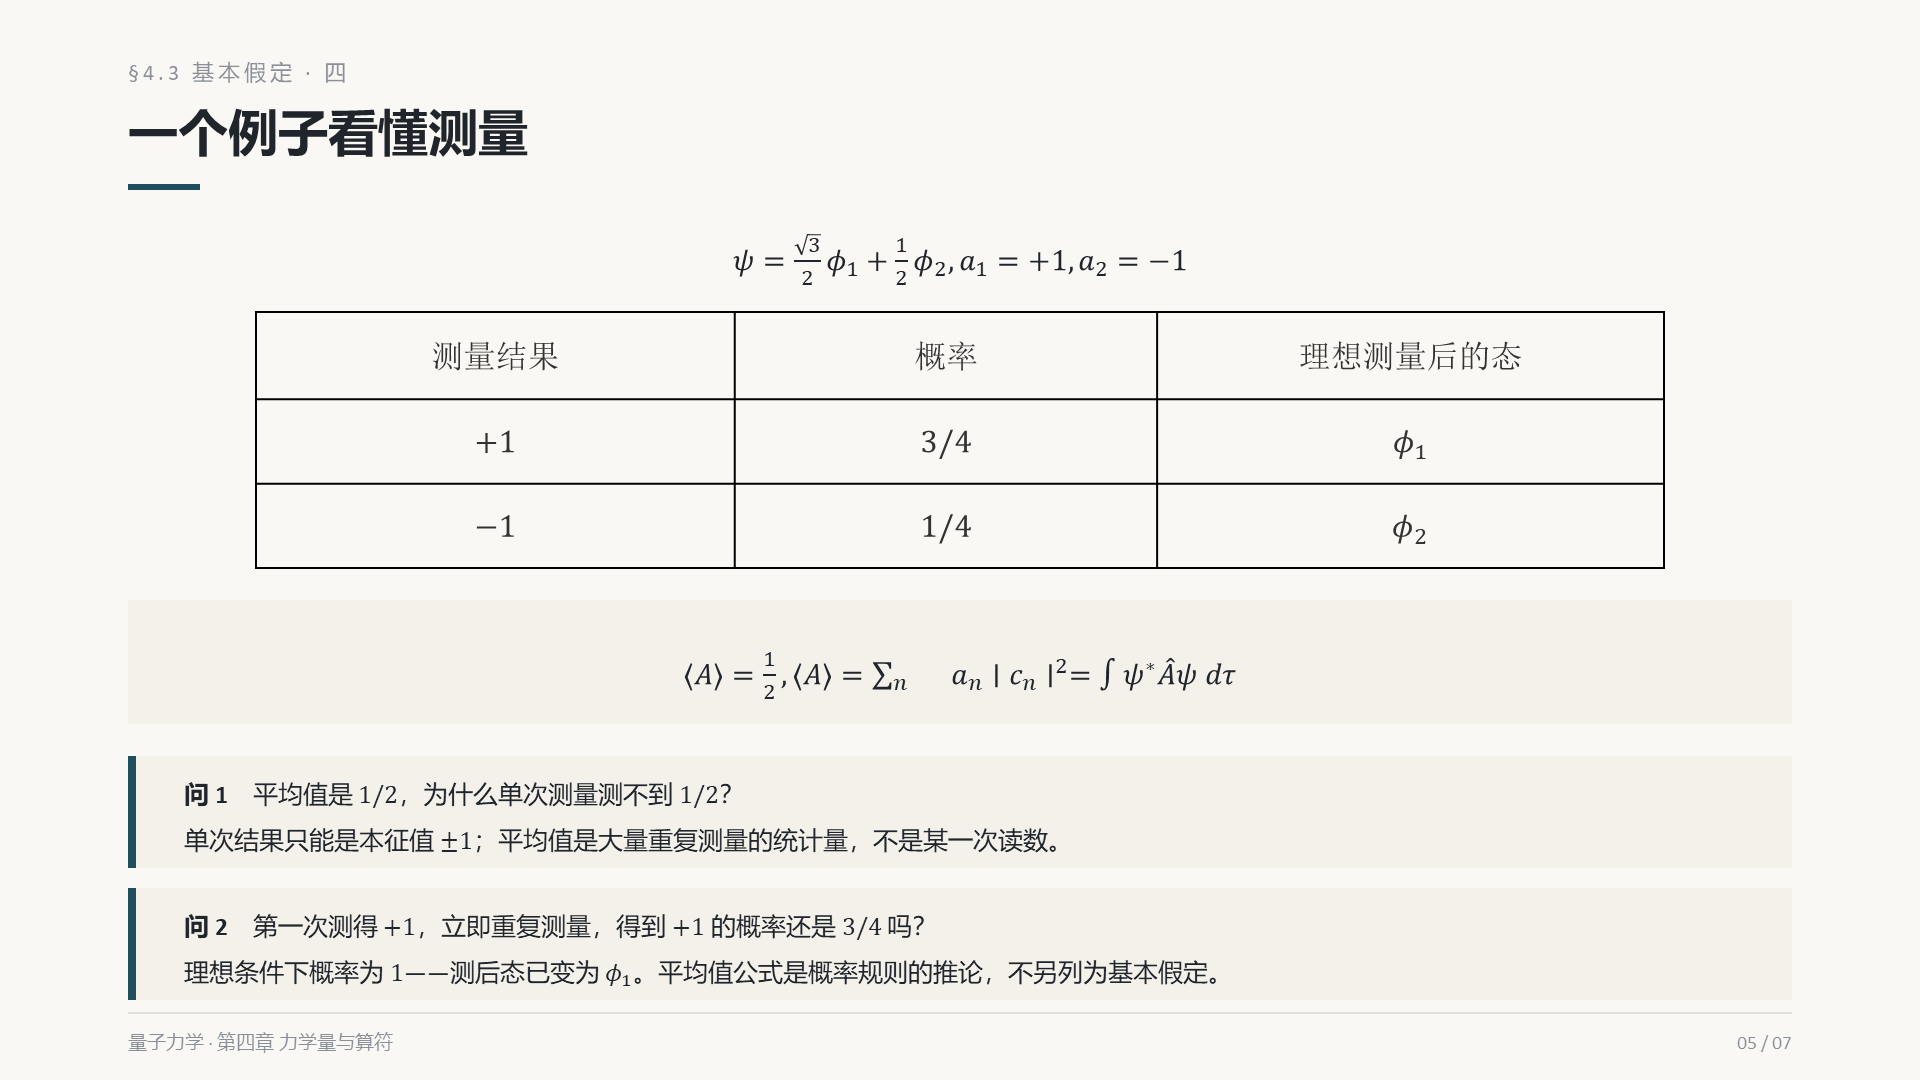 §4.3 基本假定 · 四
一个例子看懂测量
ψ = √3/2 ϕ₁ + 1/2 ϕ₂, a₁ = +1, a₂ = −1
测量结果 概率 理想测量后的态
+1 3/4 ϕ₁
−1 1/4 ϕ₂
⟨A⟩ = 1/2, ⟨A⟩ = ∑ₙ aₙ | cₙ |² = ∫ ψ*Âψ dτ
问 1 平均值是 1/2，为什么单次测量测不到 1/2？
单次结果只能是本征值 ±1；平均值是大量重复测量的统计量，不是某一次读数。
问 2 第一次测得 +1，立即重复测量，得到 +1 的概率还是 3/4 吗？
理想条件下概率为 1——测后态已变为 ϕ₁。平均值公式是概率规则的推论，不另列为基本假定。
量子力学 · 第四章 力学量与算符
05 / 07